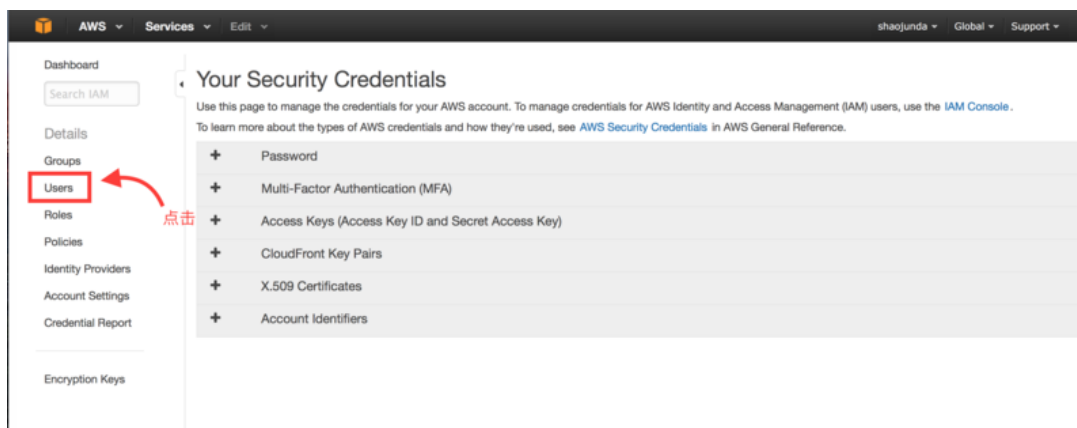 AWS Services Edit shaojunda Global Support
Dashboard
Search IAM
Details
Groups
Users
Roles
Policies
Identity Providers
Account Settings
Credential Report
Encryption Keys
点击
Your Security Credentials
Use this page to manage the credentials for your AWS account. To manage credentials for AWS Identity and Access Management (IAM) users, use the IAM Console.
To learn more about the types of AWS credentials and how they're used, see AWS Security Credentials in AWS General Reference.
Password
Multi-Factor Authentication (MFA)
Access Keys (Access Key ID and Secret Access Key)
CloudFront Key Pairs
X.509 Certificates
Account Identifiers